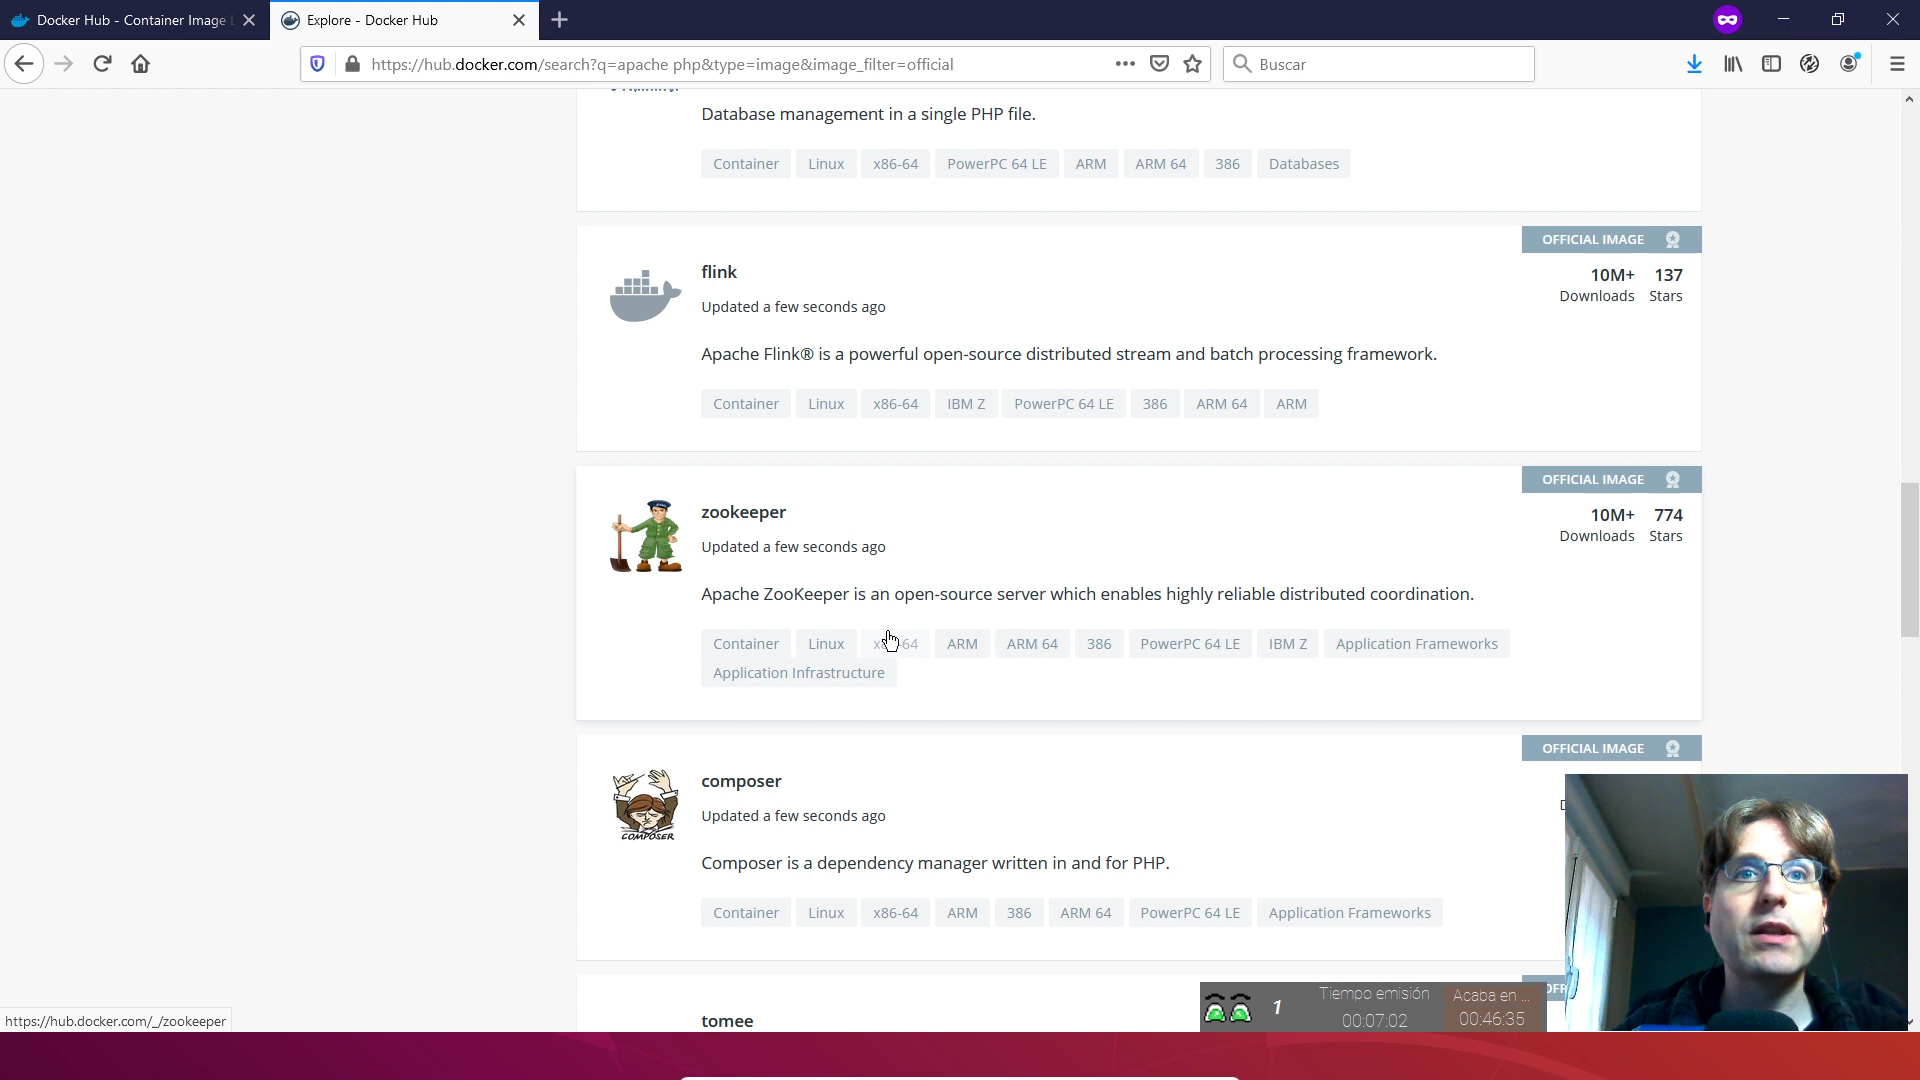 Docker Hub - Container Image
Explore - Docker Hub
https://hub.docker.com/search?q=apache php&type=image&image_filter=official
Buscar
Database management in a single PHP file.
Container Linux x86-64 PowerPC 64 LE ARM ARM 64 386 Databases
OFFICIAL IMAGE
flink
10M+ 137
Updated a few seconds ago
Downloads Stars
Apache Flink® is a powerful open-source distributed stream and batch processing framework.
Container Linux x86-64 IBM Z PowerPC 64 LE 386 ARM 64 ARM
OFFICIAL IMAGE
zookeeper
10M+ 774
Updated a few seconds ago
Downloads Stars
Apache ZooKeeper is an open-source server which enables highly reliable distributed coordination.
Container Linux x86-64 ARM ARM 64 386 PowerPC 64 LE IBM Z Application Frameworks
Application Infrastructure
OFFICIAL IMAGE
composer
COMPOSER
Updated a few seconds ago
Composer is a dependency manager written in and for PHP.
Container Linux x86-64 ARM 386 ARM 64 PowerPC 64 LE Application Frameworks
tomee
1
Tiempo emisión
00:07:02
Acaba en ...
00:46:35
https://hub.docker.com/_/zookeeper